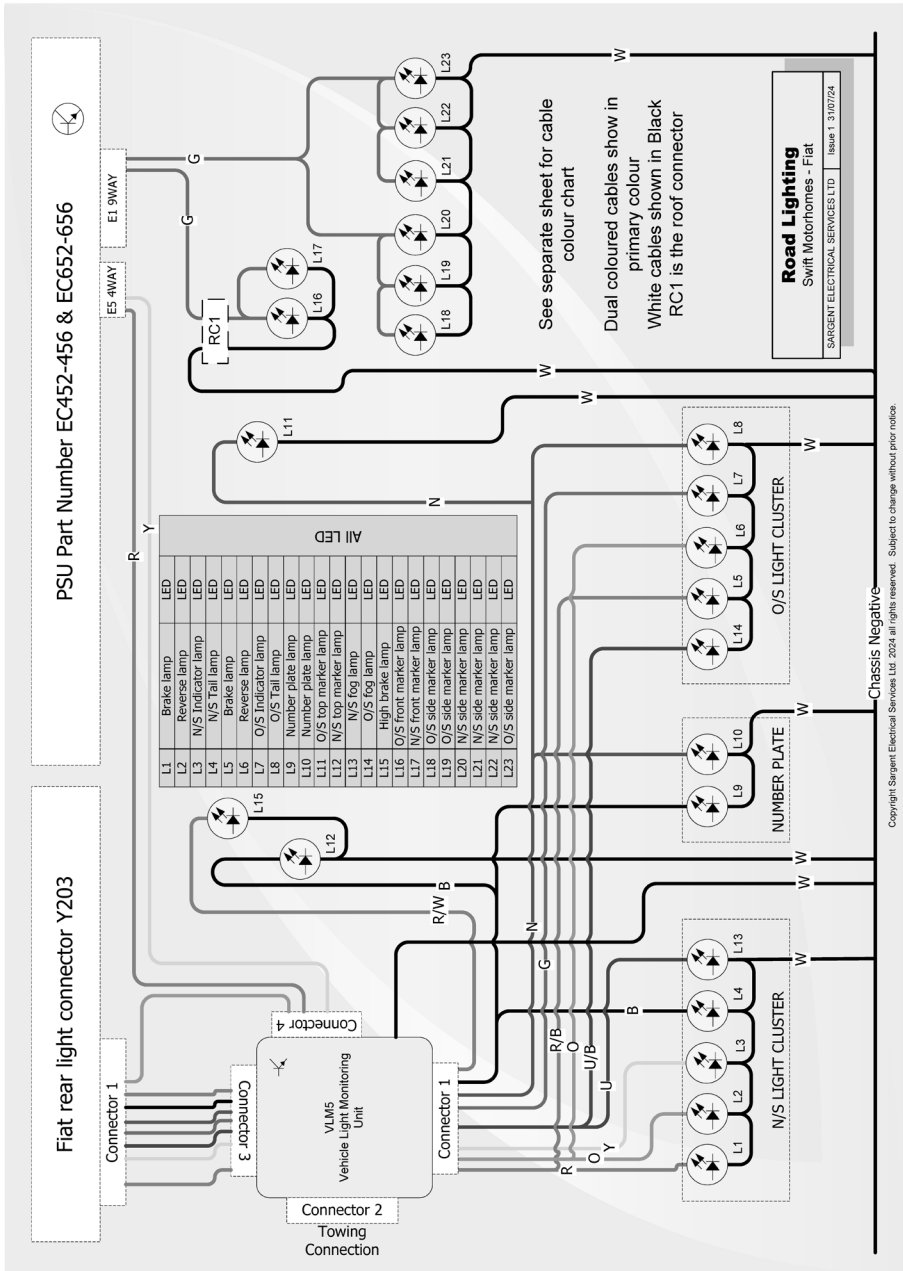 Fiat rear light connector Y203
PSU Part Number EC452-456 & EC652-656
Connector 1
E5 4WAY
E1 9WAY
Connector 3
Connector 4
VLM5
Vehicle Light Monitoring
Unit
Connector 2
Towing
Connection
Connector 1
R
Y
G
G
RC1
L17
L16
L23
L22
L21
L20
L19
L18
W
L15
L12
R/W
B
L11
N
L1 Brake lamp LED
L2 Reverse lamp LED
L3 N/S Indicator lamp LED
L4 N/S Tail lamp LED
L5 Brake lamp LED
L6 Reverse lamp LED
L7 O/S Indicator lamp LED
L8 O/S Tail lamp LED
L9 Number plate lamp LED
L10 Number plate lamp LED
L11 O/S top marker lamp LED
L12 N/S top marker lamp LED
L13 N/S fog lamp LED
L14 O/S fog lamp LED
L15 High brake lamp LED
L16 O/S front marker lamp LED
L17 N/S front marker lamp LED
L18 O/S side marker lamp LED
L19 O/S side marker lamp LED
L20 N/S side marker lamp LED
L21 N/S side marker lamp LED
L22 N/S side marker lamp LED
L23 O/S side marker lamp LED
All LED
See separate sheet for cable
colour chart
Dual coloured cables show in
primary colour
White cables shown in Black
RC1 is the roof connector
N
G
R/B
O
U/B
U
B
R
O
Y
L1
L2
L3
L4
L13
N/S LIGHT CLUSTER
W
W
W
L9
L10
NUMBER PLATE
W
L14
L5
L6
L7
L8
O/S LIGHT CLUSTER
W
W
W
Chassis Negative
Road Lighting
Swift Motorhomes - Fiat
SARGENT ELECTRICAL SERVICES LTD
Issue 1 31/07/24
Copyright Sargent Electrical Services Ltd. 2024 all rights reserved. Subject to change without prior notice.